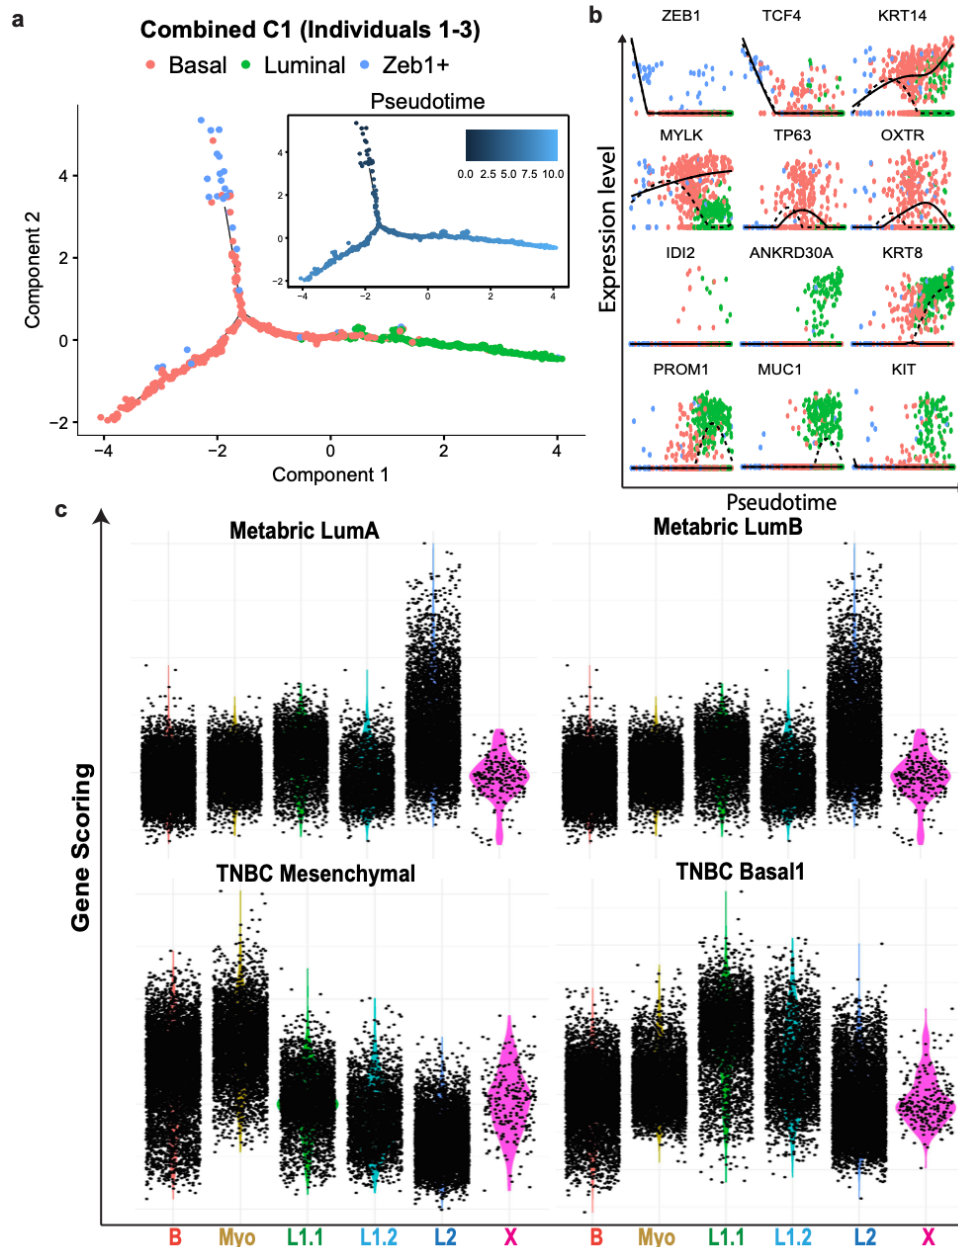 a
Combined C1 (Individuals 1-3)
Basal Luminal Zeb1+
Pseudotime
4
2
0
−2
0.0 2.5 5.0 7.5 10.0
−4 −2 0 2 4
Component 2
4
2
0
−2
−4 −2 0 2 4
Component 1
b
ZEB1 TCF4 KRT14
MYLK TP63 OXTR
IDI2 ANKRD30A KRT8
PROM1 MUC1 KIT
Expression level
Pseudotime
c
Metabric LumA Metabric LumB
TNBC Mesenchymal TNBC Basal1
Gene Scoring
B Myo L1.1 L1.2 L2 X B Myo L1.1 L1.2 L2 X